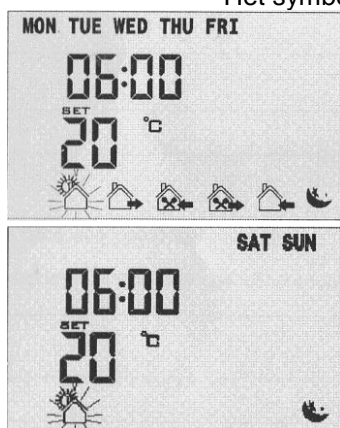 Het symbo
MON TUE WED THU FRI
06:00
SET
20 °C
SAT SUN
06:00
SET
20 °C